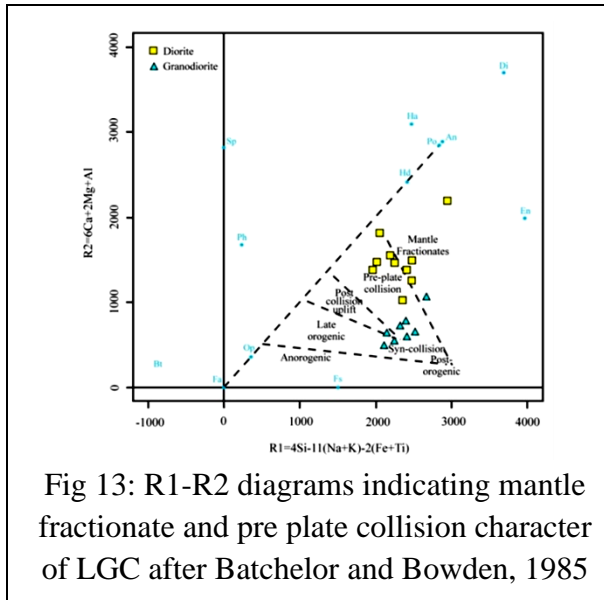 4000
3000
2000
1000
0
R2=6Ca+2Mg+Al
Diorite
Granodiorite
Di
Ha
An
Po
Sp
Hd
En
Ph
Mantle
Fractionates
Pre-plate
collision
Post
collision
uplift
Late
orogenic
Syn-collision
Post-
orogenic
Anorogenic
Op
Bt
Fa
Fs
-1000 0 1000 2000 3000 4000
R1=4Si-11(Na+K)-2(Fe+Ti)
Fig 13: R1-R2 diagrams indicating mantle
fractionate and pre plate collision character
of LGC after Batchelor and Bowden, 1985